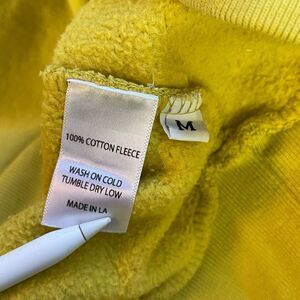 100% COTTON FLEECE
M
WASH ON COLD
TUMBLE DRY LOW
MADE IN LA